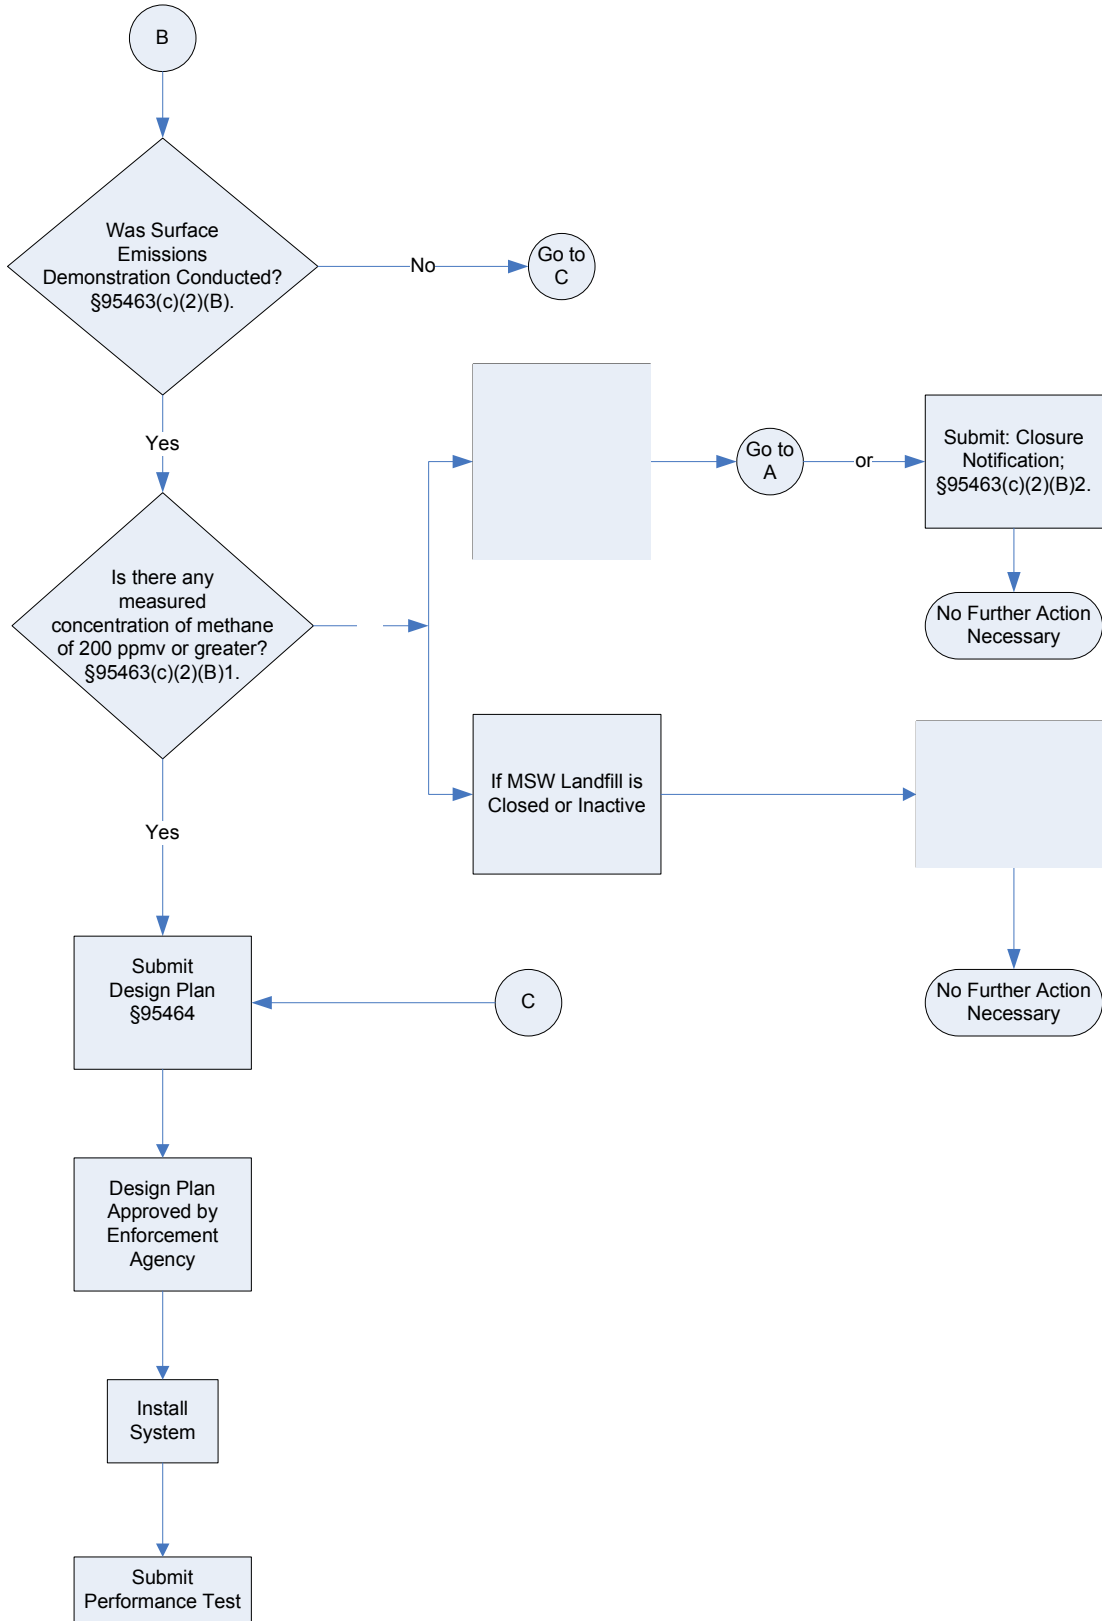 B
Was Surface
Emissions
Demonstration Conducted?
§95463(c)(2)(B).
No
Go to
C
Yes
Is there any
measured
concentration of methane
of 200 ppmv or greater?
§95463(c)(2)(B)1.
Go to
A
or
Submit: Closure
Notification;
§95463(c)(2)(B)2.
No Further Action
Necessary
If MSW Landfill is
Closed or Inactive
No Further Action
Necessary
Yes
Submit
Design Plan
§95464
C
Design Plan
Approved by
Enforcement
Agency
Install
System
Submit
Performance Test